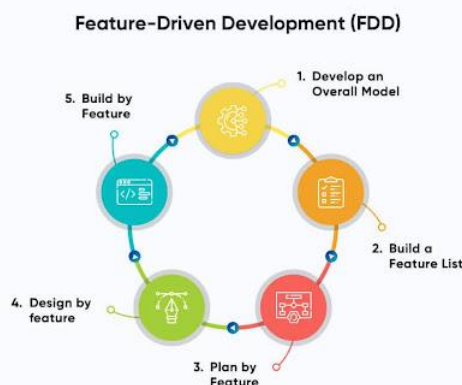 Feature-Driven Development (FDD)
1. Develop an
Overall Model
2. Build a
Feature List
3. Plan by
Feature
4. Design by
feature
5. Build by
Feature
</>